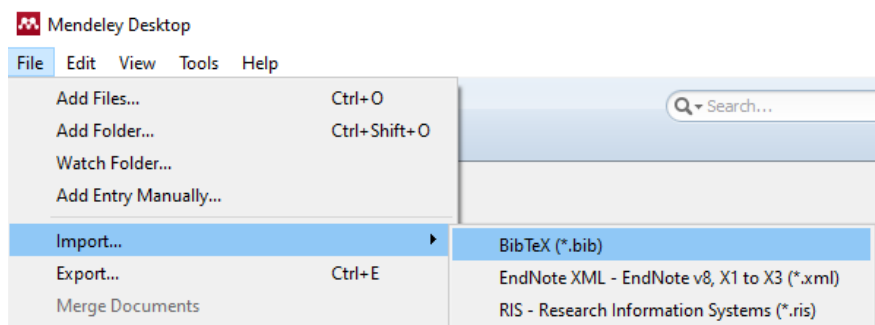 Mendeley Desktop
File Edit View Tools Help
Add Files... Ctrl+O
Search...
Add Folder... Ctrl+Shift+O
Watch Folder...
Add Entry Manually...
Import...
BibTeX (*.bib)
Export... Ctrl+E
EndNote XML - EndNote v8, X1 to X3 (*.xml)
Merge Documents
RIS - Research Information Systems (*.ris)